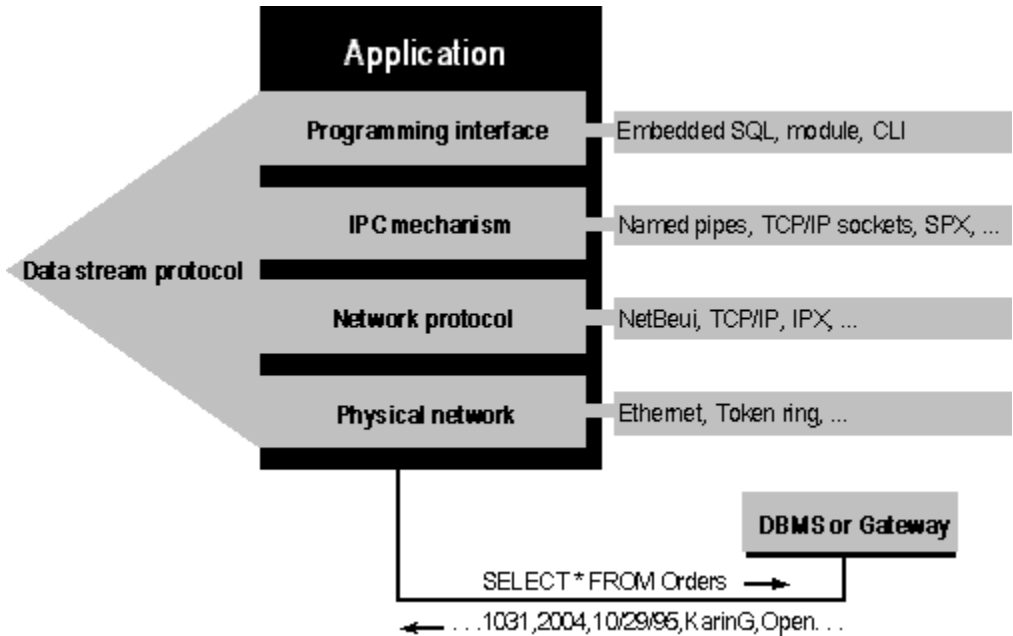 Application
Programming interface
Embedded SQL, module, CLI
IPC mechanism
Named pipes, TCP/IP sockets, SPX, ...
Data stream protocol
Network protocol
NetBeui, TCP/IP, IPX, ...
Physical network
Ethernet, Token ring, ...
DBMS or Gateway
SELECT * FROM Orders
. . .1031,2004,10/29/95,KarinG,Open. . .